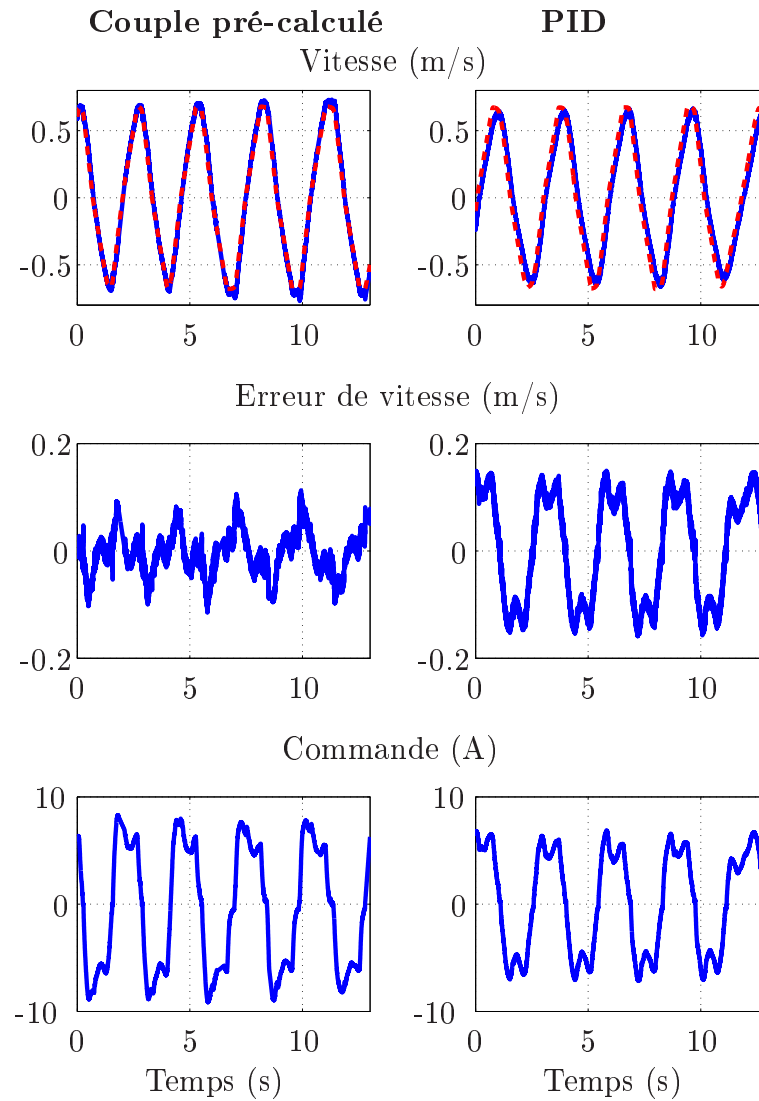 Couple pré-calculé PID
Vitesse (m/s)
0.5 0.5
0 0
-0.5 -0.5
0 5 10 0 5 10
Erreur de vitesse (m/s)
0.2 0.2
0 0
-0.2 -0.2
0 5 10 0 5 10
Commande (A)
10 10
0 0
-10 -10
0 5 10 0 5 10
Temps (s) Temps (s)